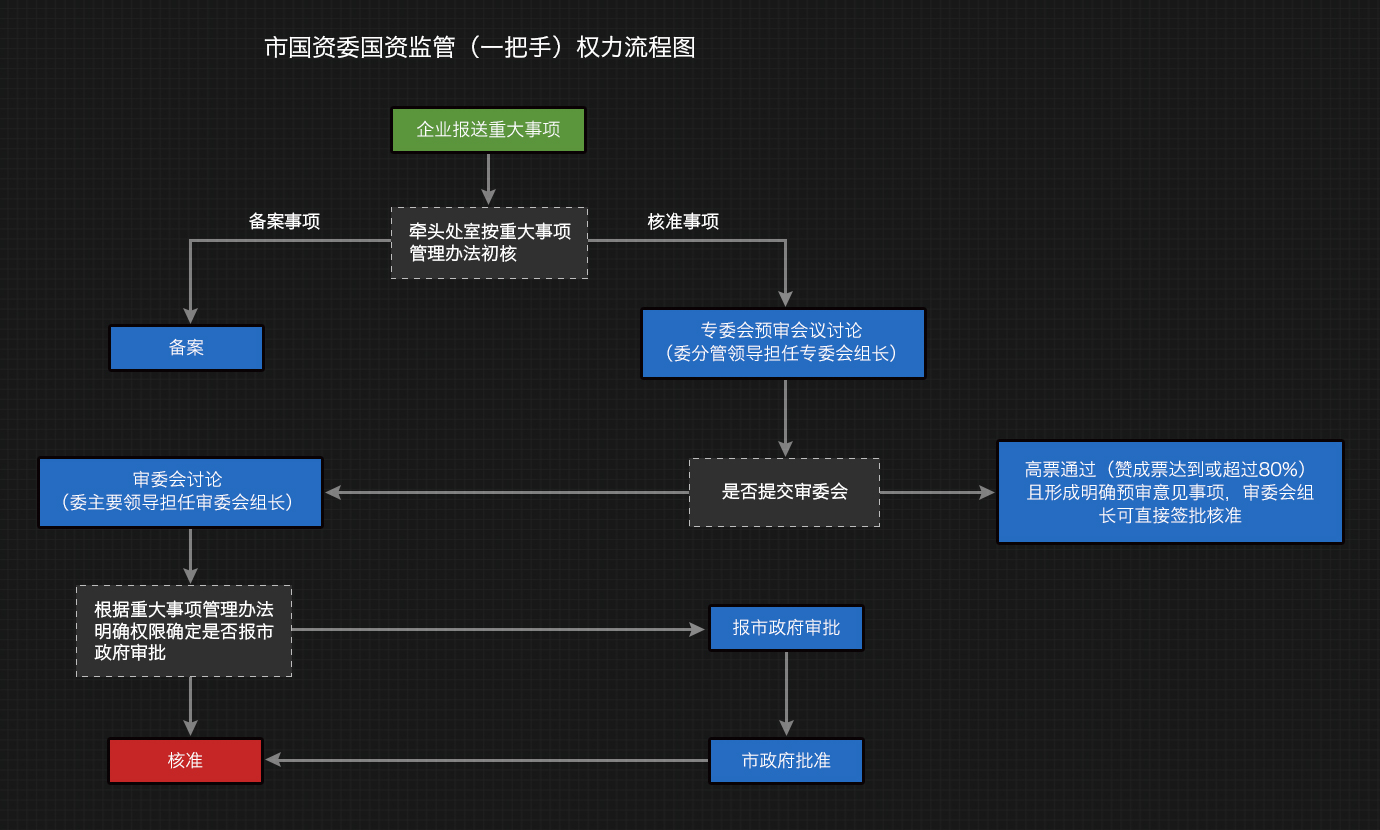 市国资委国资监管（一把手）权力流程图
企业报送重大事项
备案事项
核准事项
牵头处室按重大事项
管理办法初核
备案
专委会预审会议讨论
（委分管领导担任专委会组长）
审委会讨论
（委主要领导担任审委会组长）
是否提交审委会
高票通过（赞成票达到或超过80%）
且形成明确预审意见事项，审委会组
长可直接签批核准
根据重大事项管理办法
明确权限确定是否报市
政府审批
报市政府审批
核准
市政府批准